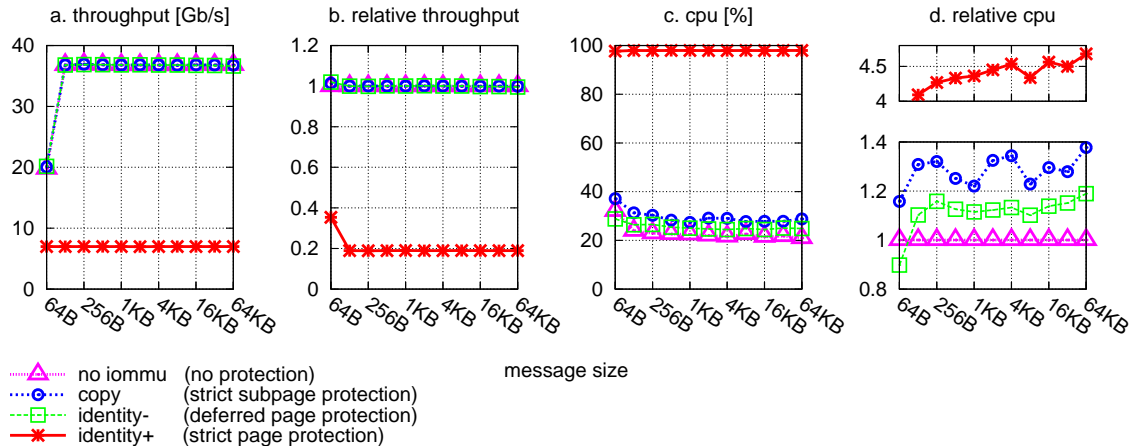 a. throughput [Gb/s]
b. relative throughput
c. cpu [%]
d. relative cpu
40
30
20
10
0
64B
256B
1KB
4KB
16KB
64KB
1.2
1
0.8
0.6
0.4
0.2
0
64B
256B
1KB
4KB
16KB
64KB
100
80
60
40
20
0
64B
256B
1KB
4KB
16KB
64KB
4.5
4
1.4
1.2
1
0.8
64B
256B
1KB
4KB
16KB
64KB
message size
no iommu (no protection)
copy (strict subpage protection)
identity- (deferred page protection)
identity+ (strict page protection)